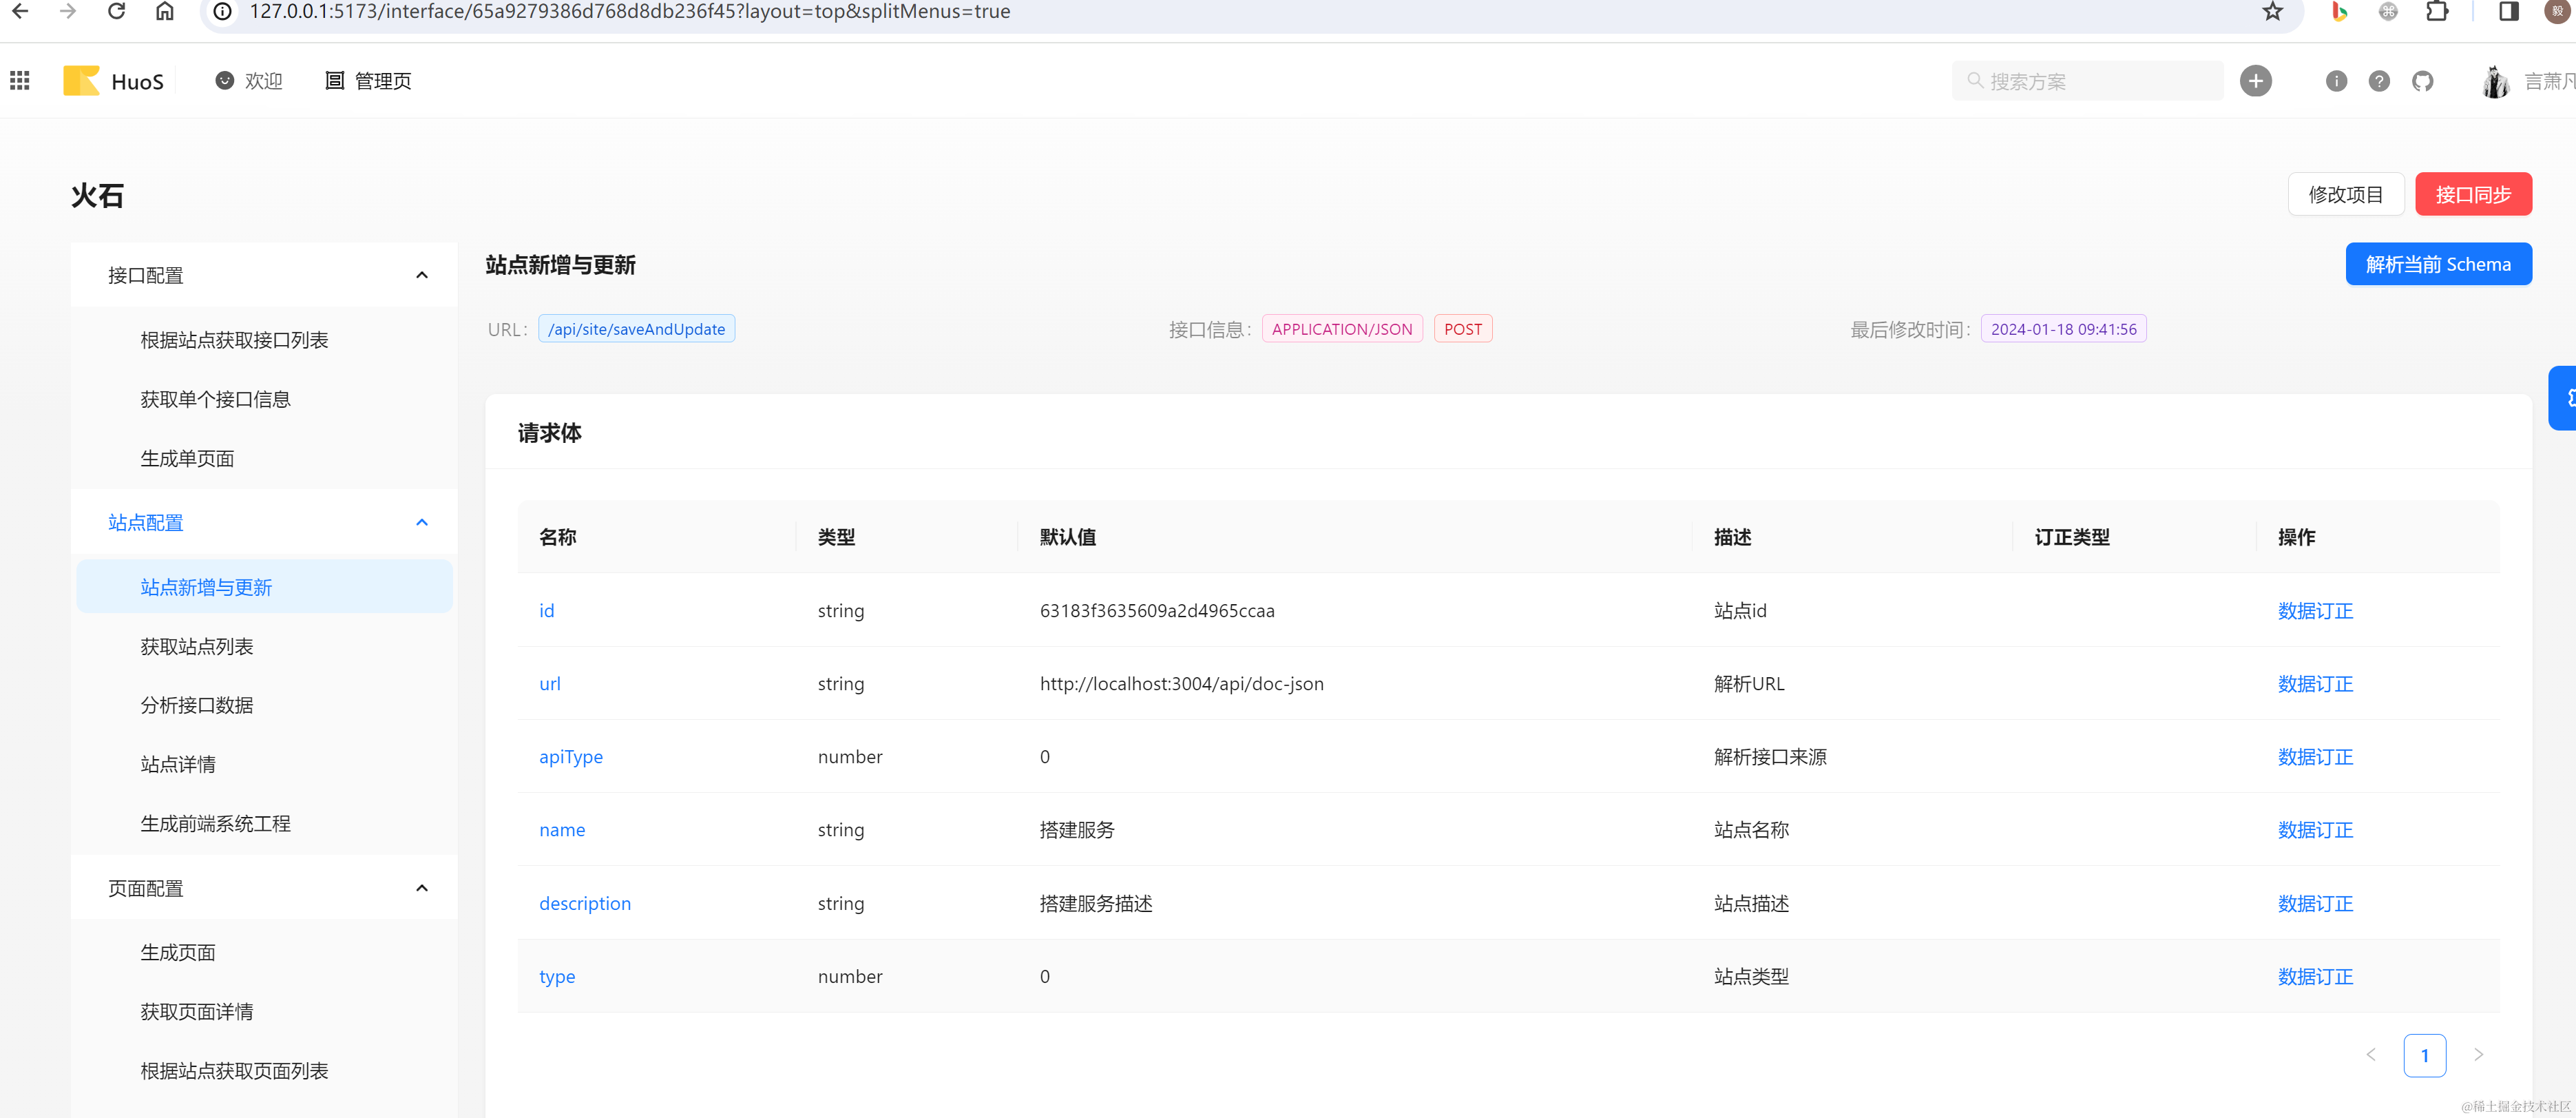 127.0.0.1:5173/interface/65a9279386d768d8db236f45?layout=top&splitMenus=true
毅
HuoS 欢迎 管理页 搜索方案 言萧凡
火石 修改项目 接口同步
接口配置
根据站点获取接口列表
获取单个接口信息
生成单页面
站点配置
站点新增与更新
获取站点列表
分析接口数据
站点详情
生成前端系统工程
页面配置
生成页面
获取页面详情
根据站点获取页面列表
站点新增与更新 解析当前 Schema
URL: /api/site/saveAndUpdate 接口信息: APPLICATION/JSON POST 最后修改时间: 2024-01-18 09:41:56
请求体
名称 类型 默认值 描述 订正类型 操作
id string 63183f3635609a2d4965ccaa 站点id 数据订正
url string http://localhost:3004/api/doc-json 解析URL 数据订正
apiType number 0 解析接口来源 数据订正
name string 搭建服务 站点名称 数据订正
description string 搭建服务描述 站点描述 数据订正
type number 0 站点类型 数据订正
1
@稀土掘金技术社区